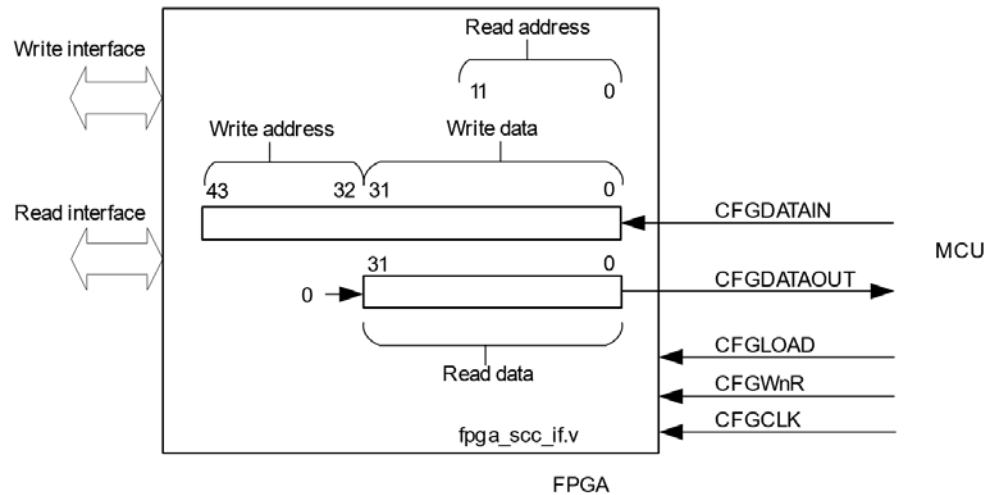 Read address
Write interface
11 0
Write address Write data
43 32 31 0
Read interface
CFGDATAIN
MCU
31 0
CFGDATAOUT
0
CFGLOAD
Read data
CFGWnR
CFGCLK
fpga_scc_if.v
FPGA